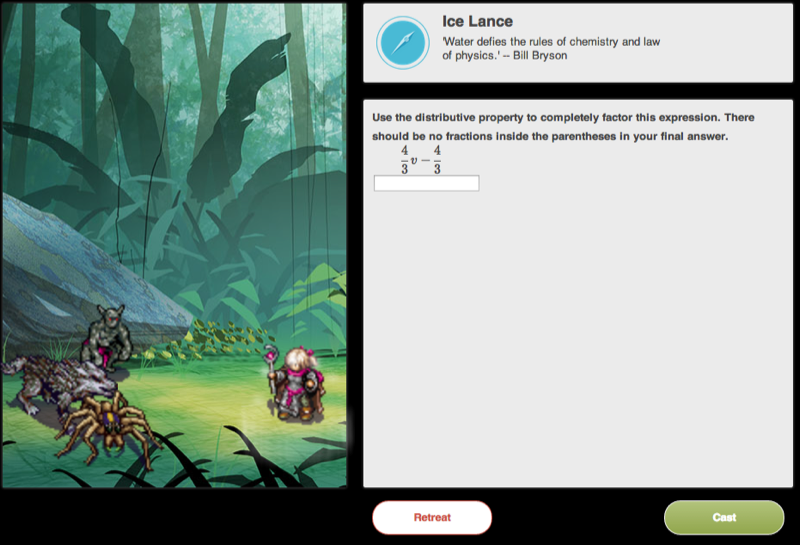 Ice Lance
'Water defies the rules of chemistry and law
of physics.' -- Bill Bryson
Use the distributive property to completely factor this expression. There
should be no fractions inside the parentheses in your final answer.
4/3 v − 4/3
Retreat
Cast